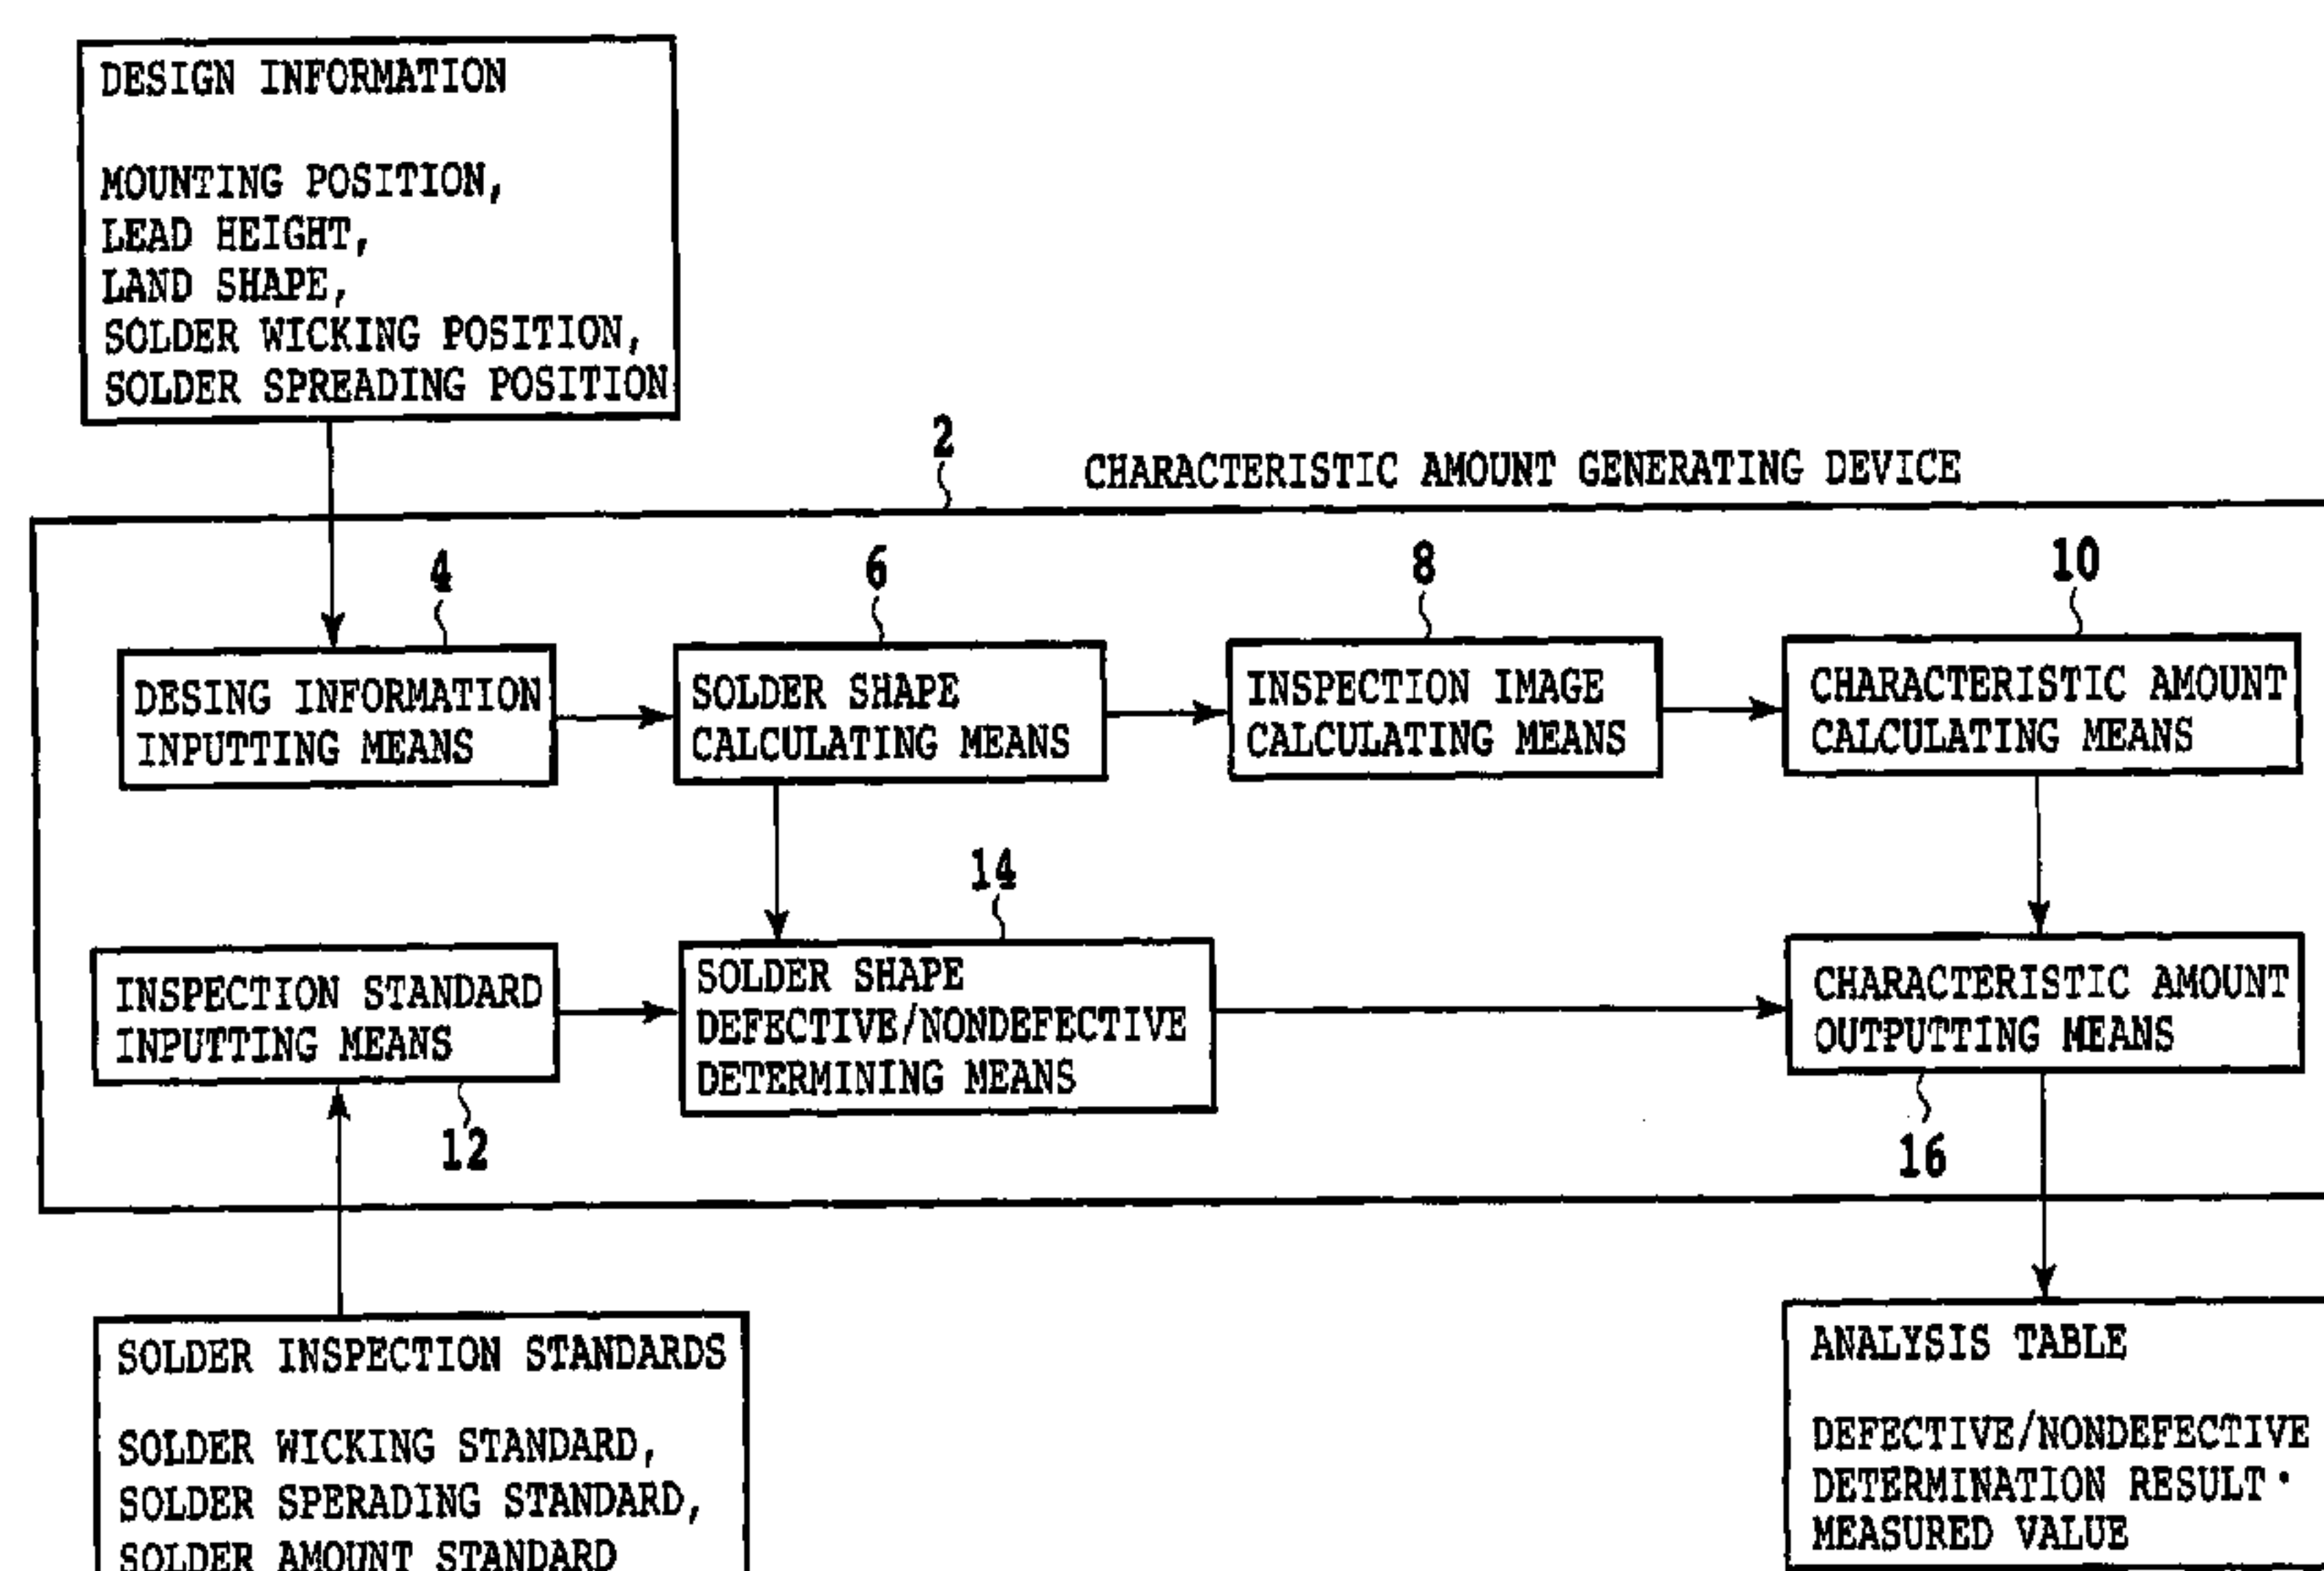 DESIGN INFORMATION
MOUNTING POSITION,
LEAD HEIGHT,
LAND SHAPE,
SOLDER WICKING POSITION,
SOLDER SPREADING POSITION
2
CHARACTERISTIC AMOUNT GENERATING DEVICE
4
6
8
10
DESING INFORMATION
INPUTTING MEANS
SOLDER SHAPE
CALCULATING MEANS
INSPECTION IMAGE
CALCULATING MEANS
CHARACTERISTIC AMOUNT
CALCULATING MEANS
14
INSPECTION STANDARD
INPUTTING MEANS
12
SOLDER SHAPE
DEFECTIVE/NONDEFECTIVE
DETERMINING MEANS
CHARACTERISTIC AMOUNT
OUTPUTTING MEANS
16
SOLDER INSPECTION STANDARDS
SOLDER WICKING STANDARD,
SOLDER SPERADING STANDARD,
SOLDER AMOUNT STANDARD
ANALYSIS TABLE
DEFECTIVE/NONDEFECTIVE
DETERMINATION RESULT·
MEASURED VALUE